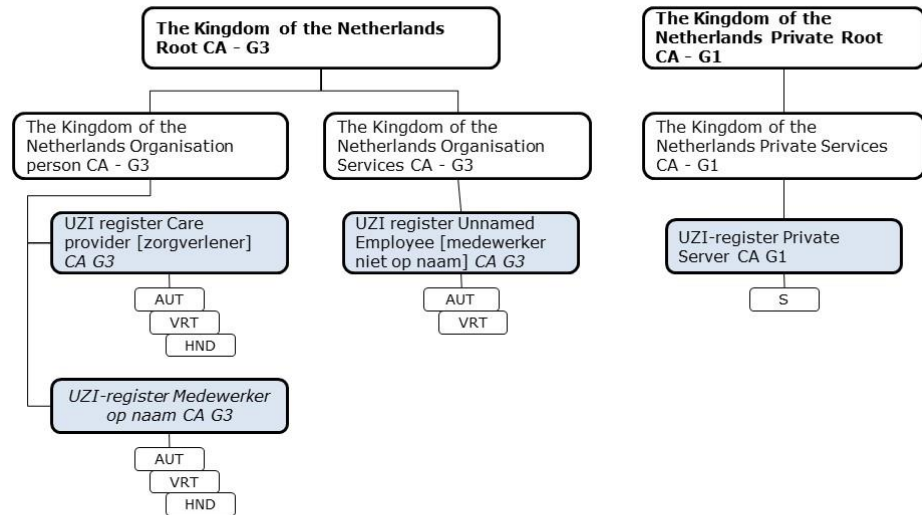 The Kingdom of the Netherlands
Root CA - G3
The Kingdom of the
Netherlands Private Root
CA - G1
The Kingdom of the
Netherlands Organisation
person CA - G3
The Kingdom of the
Netherlands Organisation
Services CA - G3
The Kingdom of the
Netherlands Private Services
CA - G1
UZI register Care
provider [zorgverlener]
CA G3
UZI register Unnamed
Employee [medewerker
niet op naam] CA G3
UZI-register Private
Server CA G1
AUT
VRT
HND
AUT
VRT
S
UZI-register Medewerker
op naam CA G3
AUT
VRT
HND